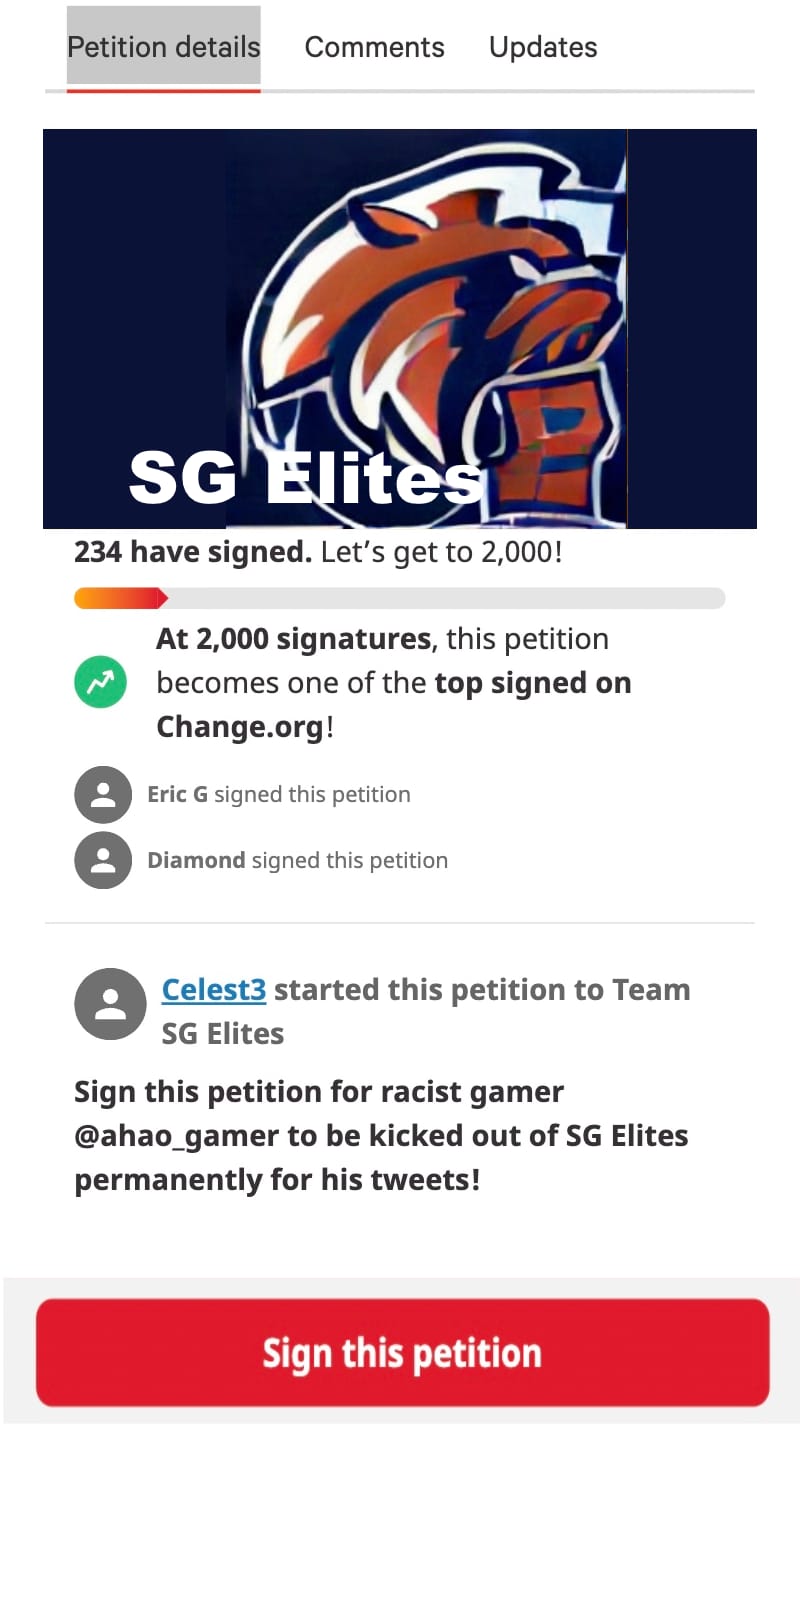 Petition details Comments Updates
SG Elites
234 have signed. Let’s get to 2,000!
At 2,000 signatures, this petition
becomes one of the top signed on
Change.org!
Eric G signed this petition
Diamond signed this petition
Celest3 started this petition to Team
SG Elites
Sign this petition for racist gamer
@ahao_gamer to be kicked out of SG Elites
permanently for his tweets!
Sign this petition